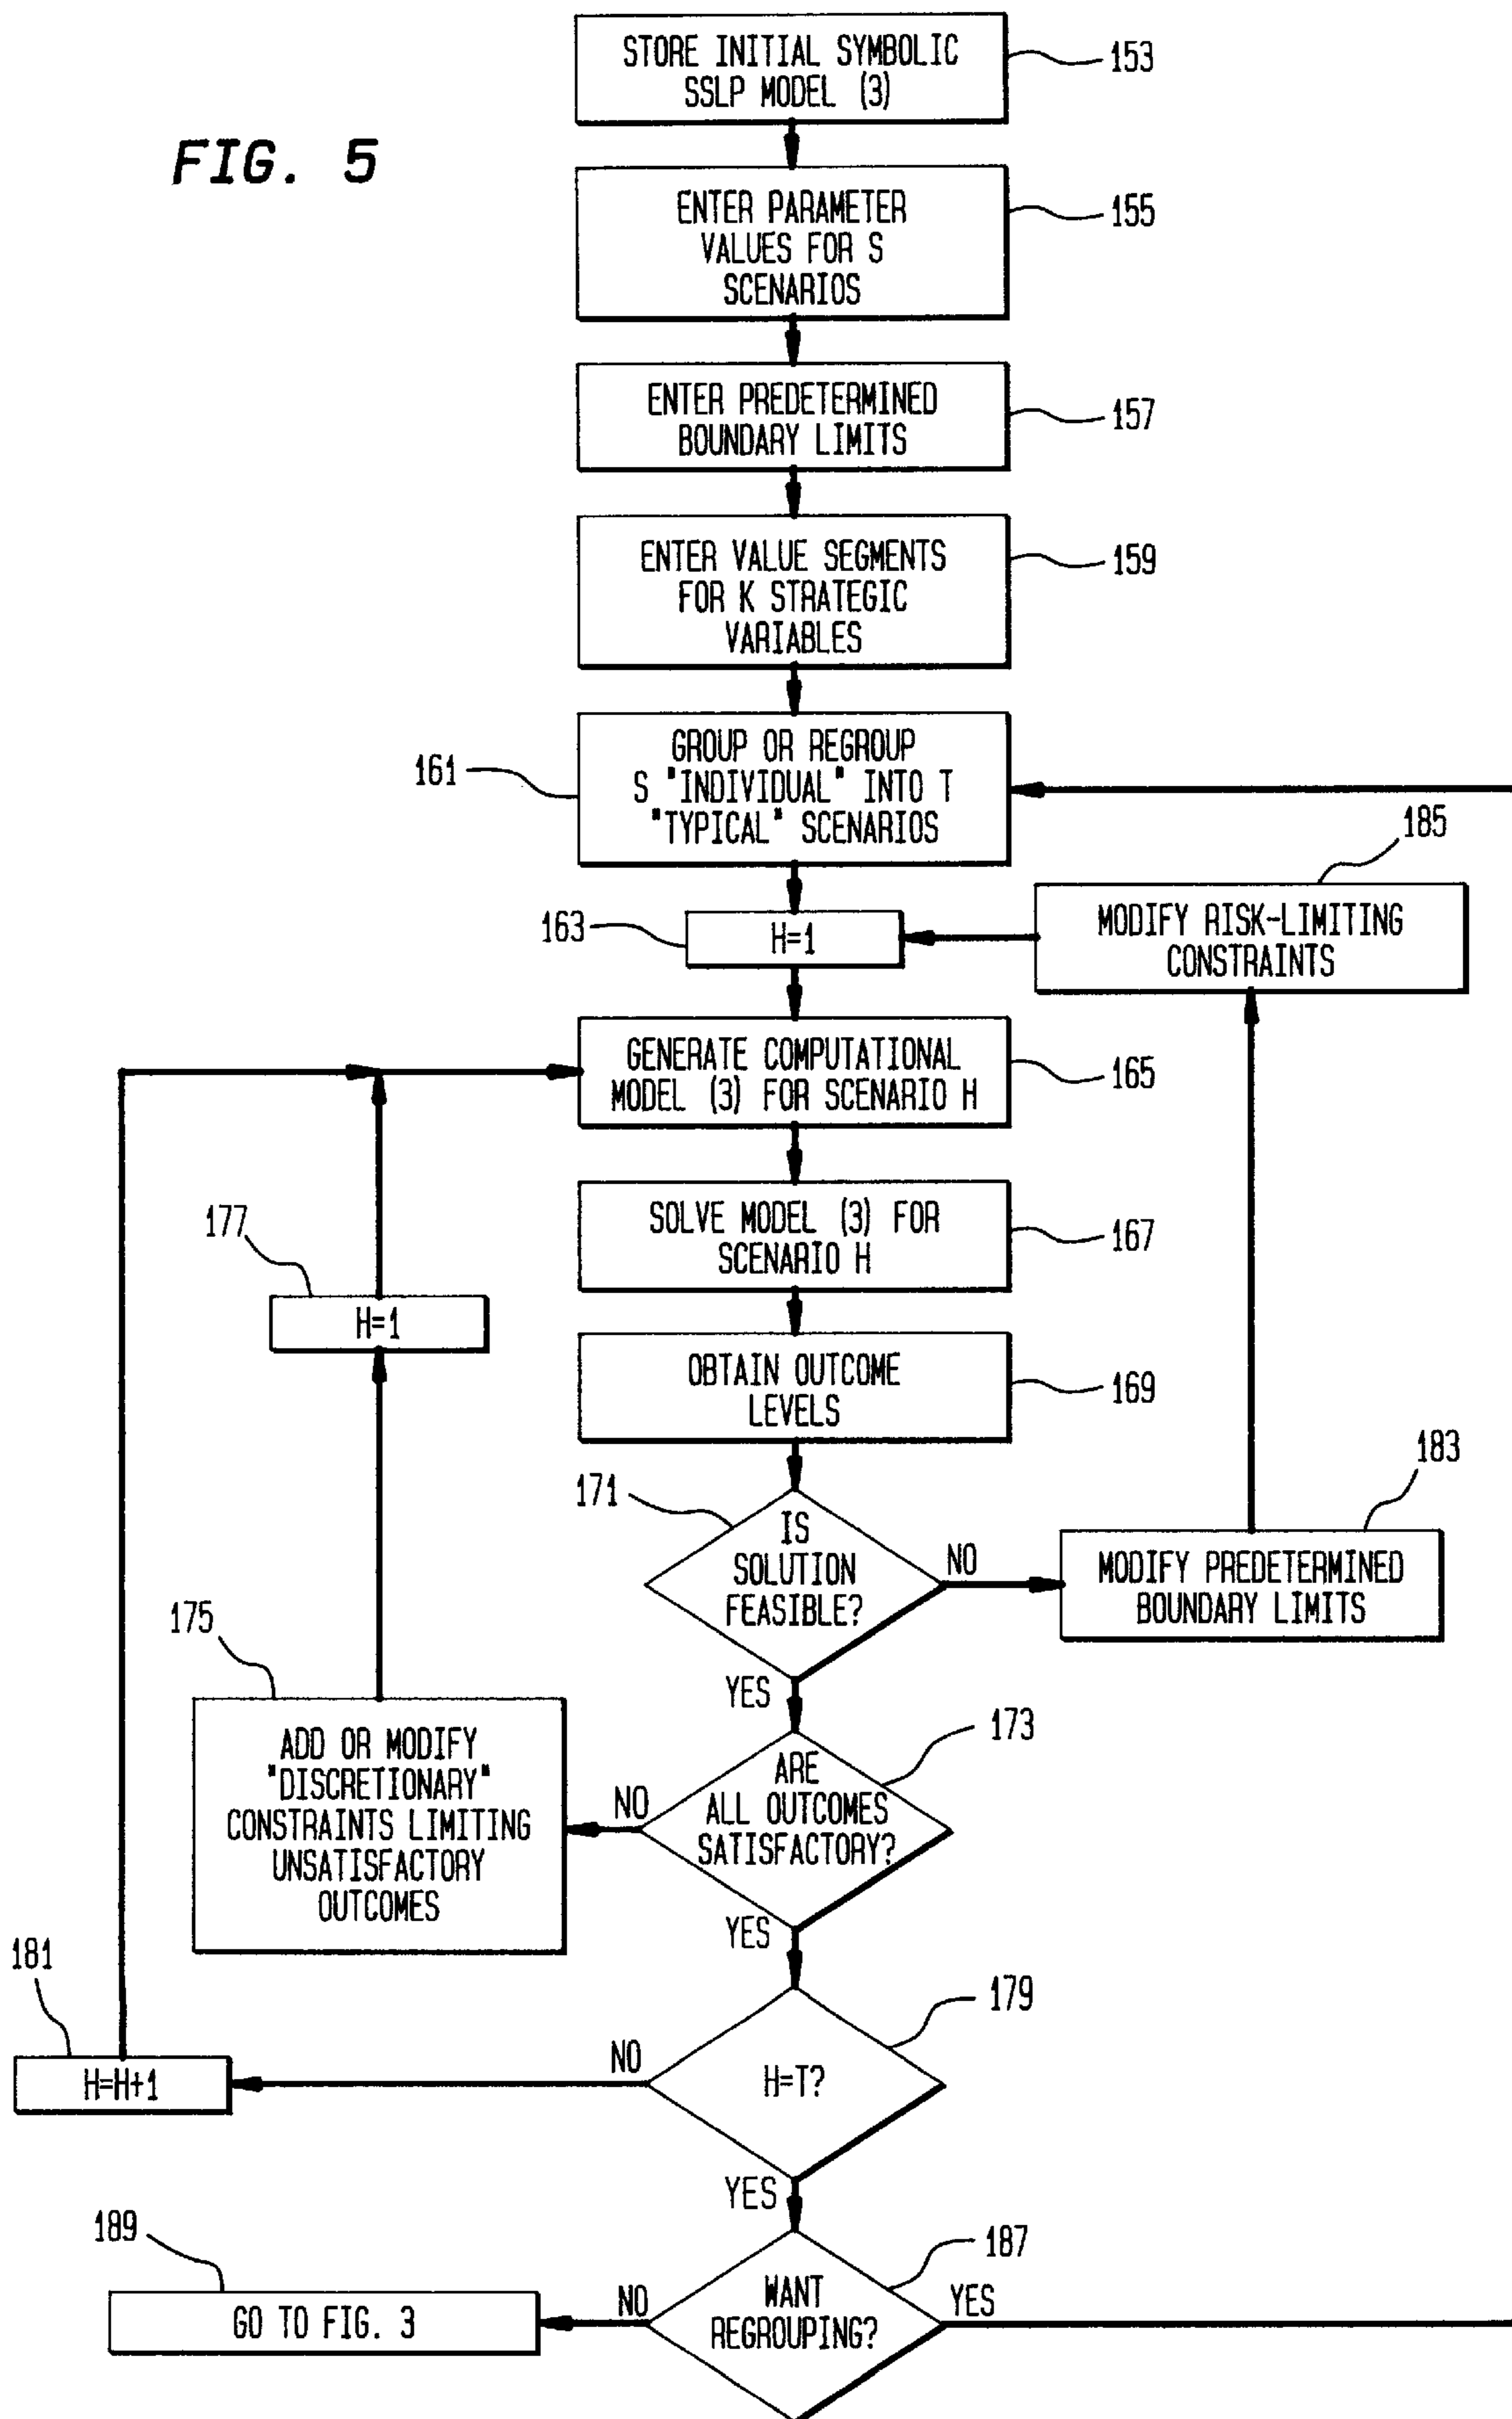 FIG. 5
STORE INITIAL SYMBOLIC
SSLP MODEL (3)
153
ENTER PARAMETER
VALUES FOR S
SCENARIOS
155
ENTER PREDETERMINED
BOUNDARY LIMITS
157
ENTER VALUE SEGMENTS
FOR K STRATEGIC
VARIABLES
159
161
GROUP OR REGROUP
S "INDIVIDUAL" INTO T
"TYPICAL" SCENARIOS
185
163
H=1
MODIFY RISK-LIMITING
CONSTRAINTS
GENERATE COMPUTATIONAL
MODEL (3) FOR SCENARIO H
165
177
SOLVE MODEL (3) FOR
SCENARIO H
167
H=1
OBTAIN OUTCOME
LEVELS
169
171
183
IS
SOLUTION
FEASIBLE?
NO
MODIFY PREDETERMINED
BOUNDARY LIMITS
YES
175
173
ADD OR MODIFY
"DISCRETIONARY"
CONSTRAINTS LIMITING
UNSATISFACTORY
OUTCOMES
NO
ARE
ALL OUTCOMES
SATISFACTORY?
YES
181
179
H=H+1
NO
H=T?
YES
189
187
GO TO FIG. 3
NO
WANT
REGROUPING?
YES